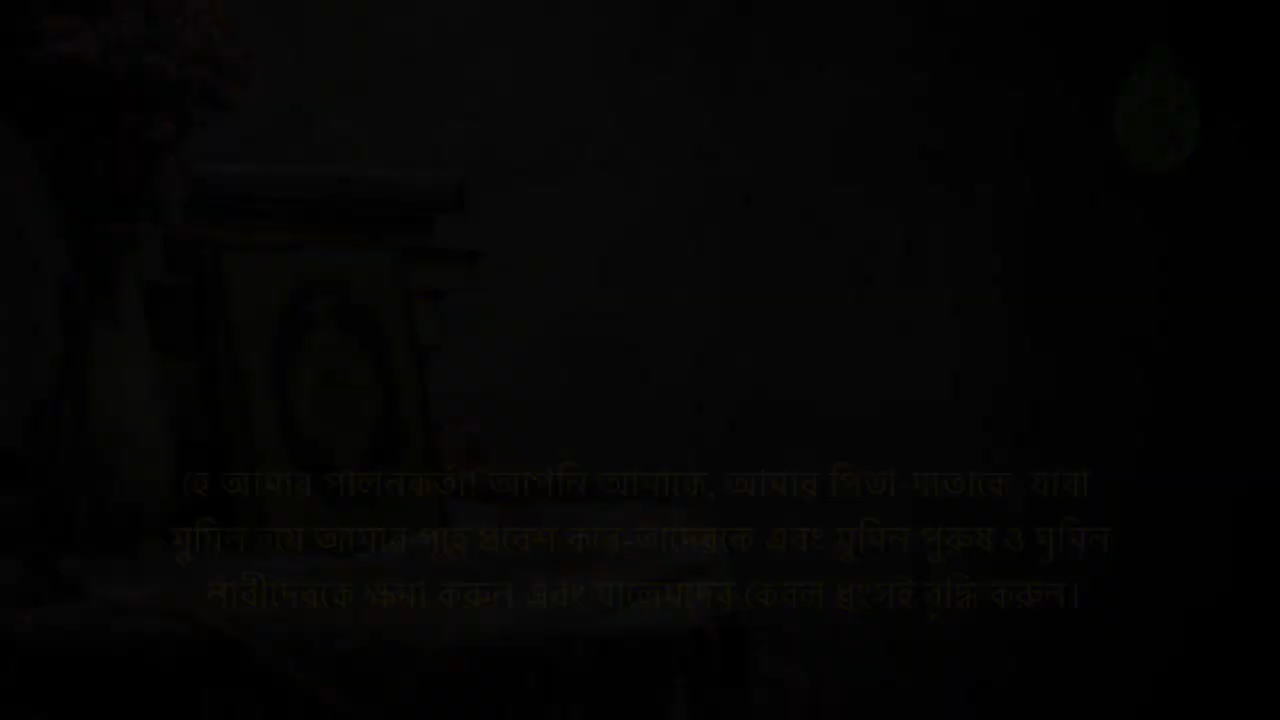 হে আমার পালনকর্তা! আপনি আমাকে, আমার পিতা-মাতাকে, যারা
মুমিন হয়ে আমার গৃহে প্রবেশ করে-তাদেরকে এবং মুমিন পুরুষ ও মুমিন
নারীদেরকে ক্ষমা করুন এবং যালেমদের কেবল ধ্বংসই বৃদ্ধি করুন।